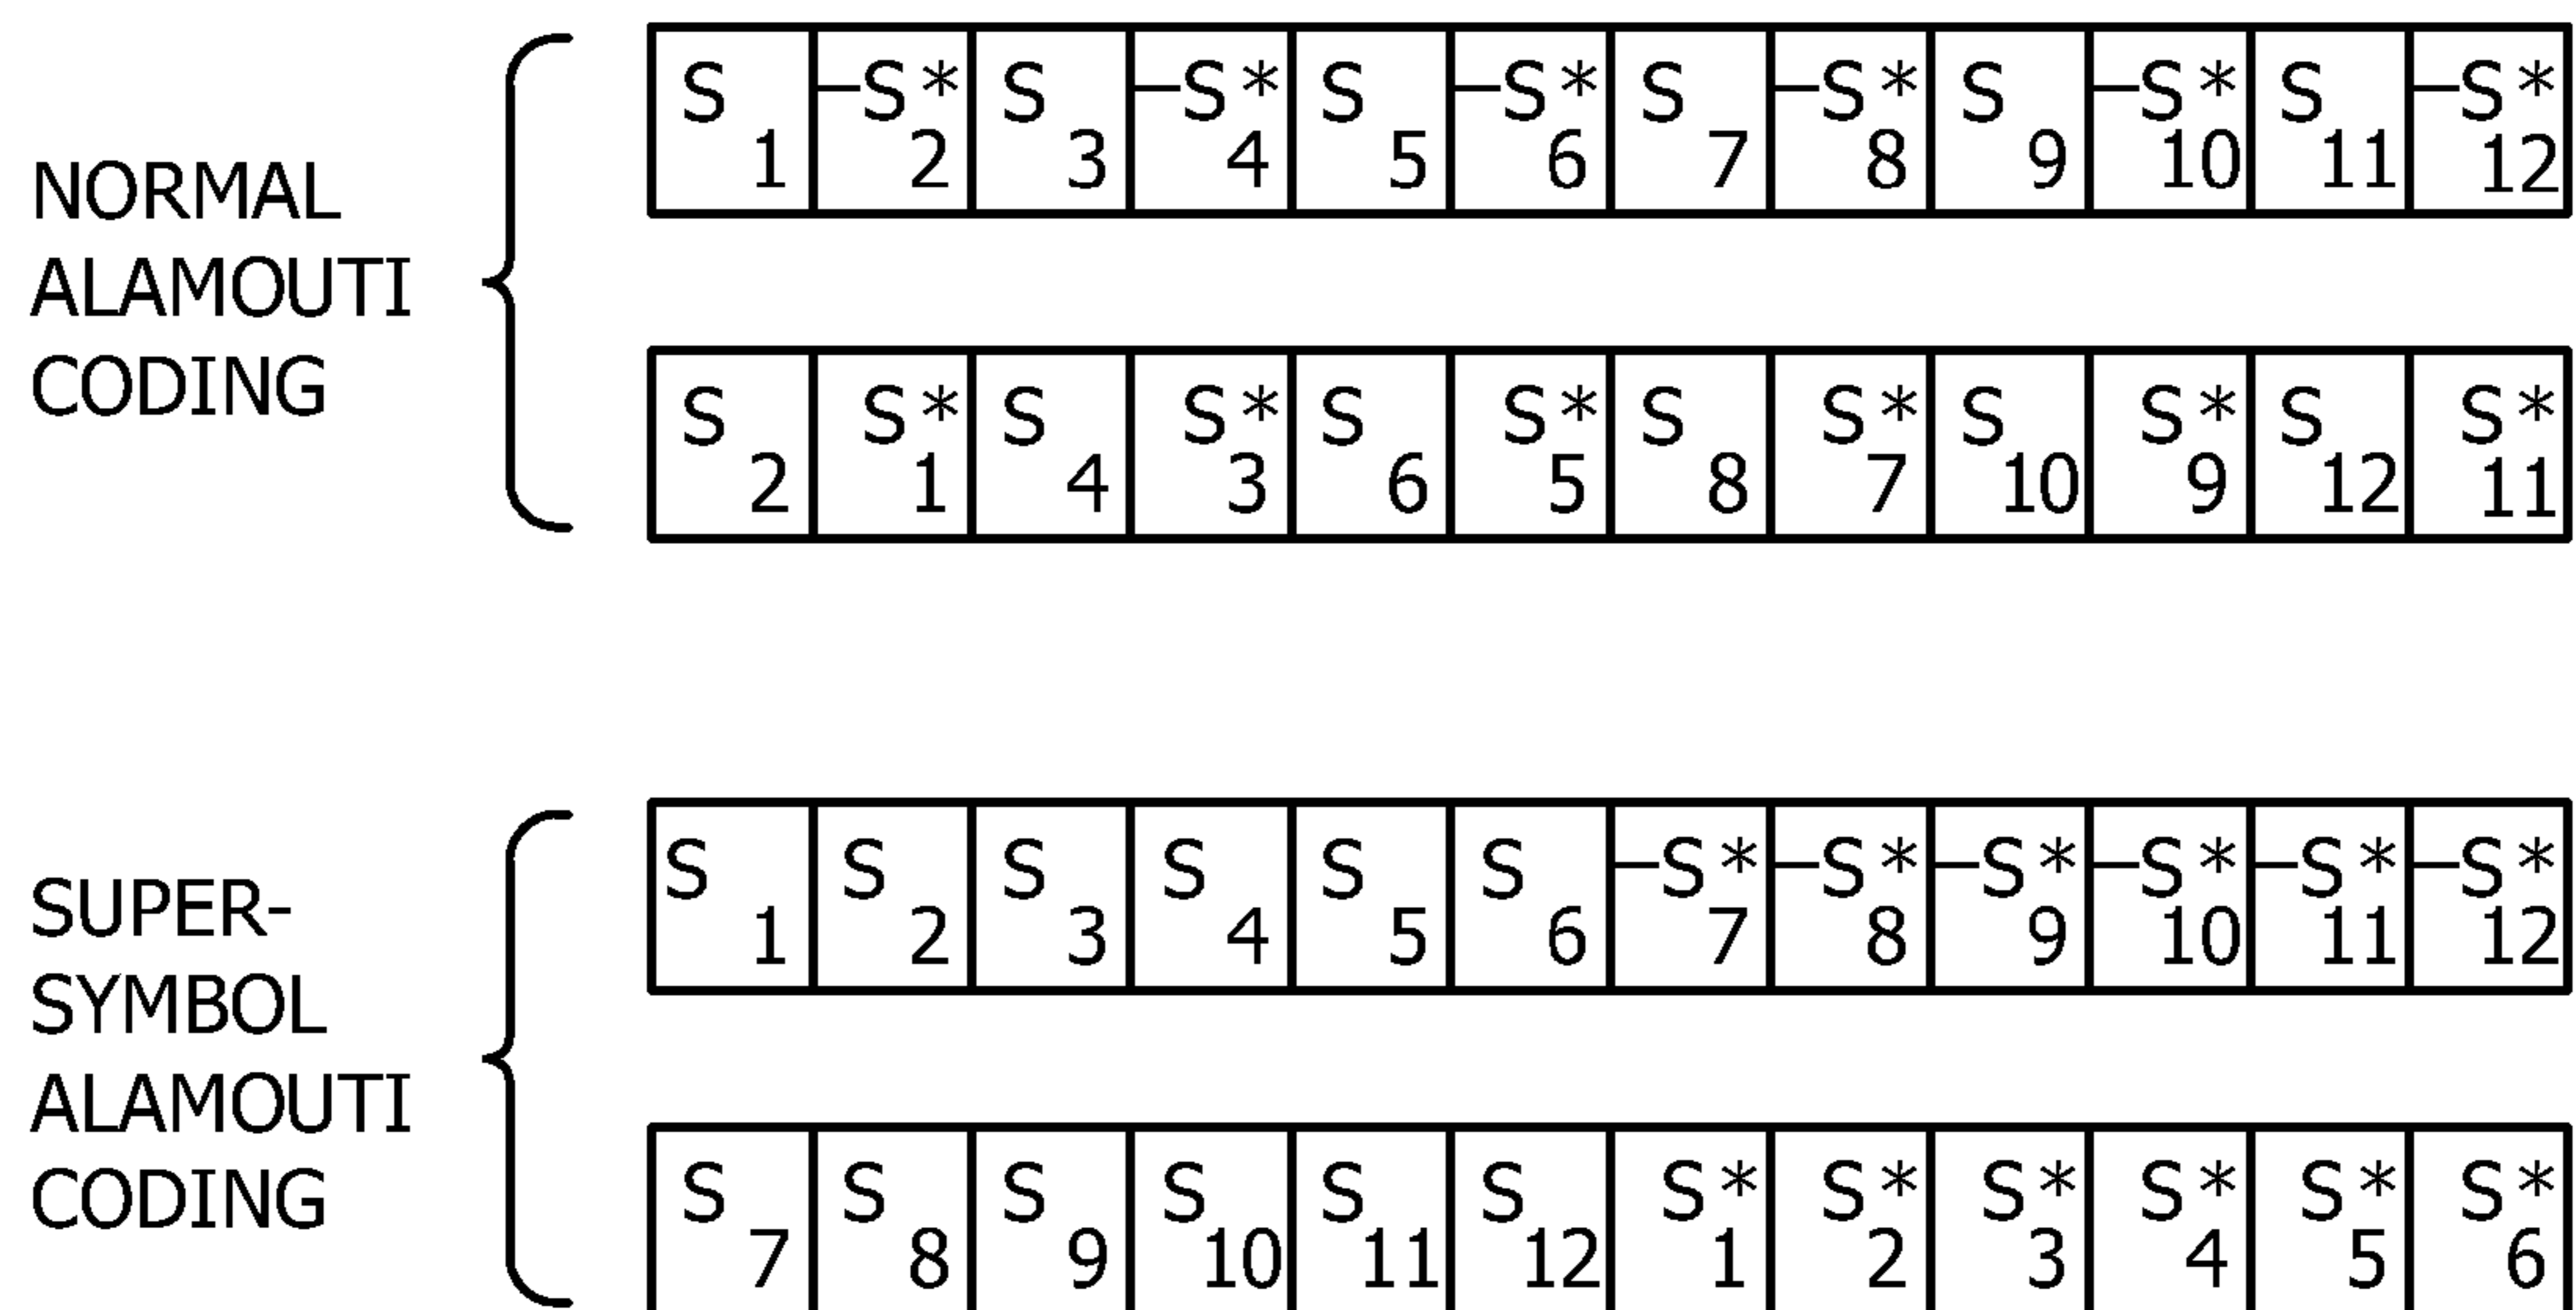 NORMAL
ALAMOUTI
CODING
S1 –S*2 S3 –S*4 S5 –S*6 S7 –S*8 S9 –S*10 S11 –S*12
S2 S*1 S4 S*3 S6 S*5 S8 S*7 S10 S*9 S12 S*11
SUPER-
SYMBOL
ALAMOUTI
CODING
S1 S2 S3 S4 S5 S6 –S*7 –S*8 –S*9 –S*10 –S*11 –S*12
S7 S8 S9 S10 S11 S12 S*1 S*2 S*3 S*4 S*5 S*6